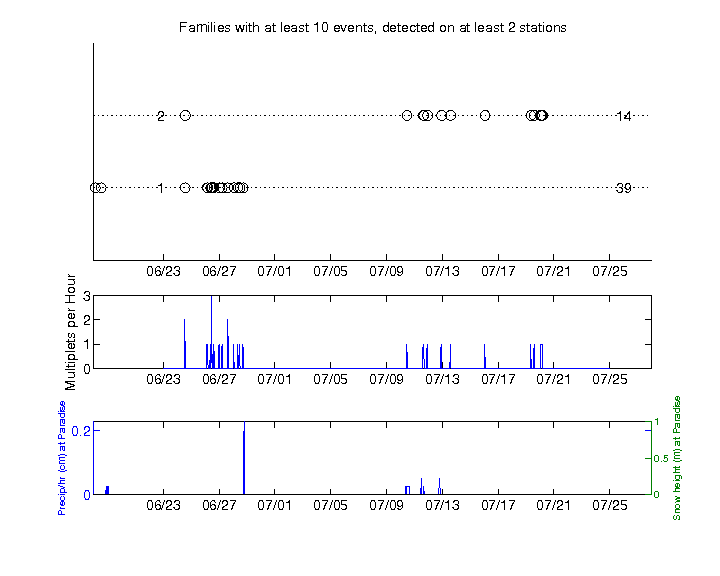 Families with at least 10 events, detected on at least 2 stations
2 14
1 39
06/23 06/27 07/01 07/05 07/09 07/13 07/17 07/21 07/25
Multiplets per Hour
3
2
1
0
06/23 06/27 07/01 07/05 07/09 07/13 07/17 07/21 07/25
Precip/hr (cm) at Paradise
0.2
0
1
0.5
0
Snow height (m) at Paradise
06/23 06/27 07/01 07/05 07/09 07/13 07/17 07/21 07/25